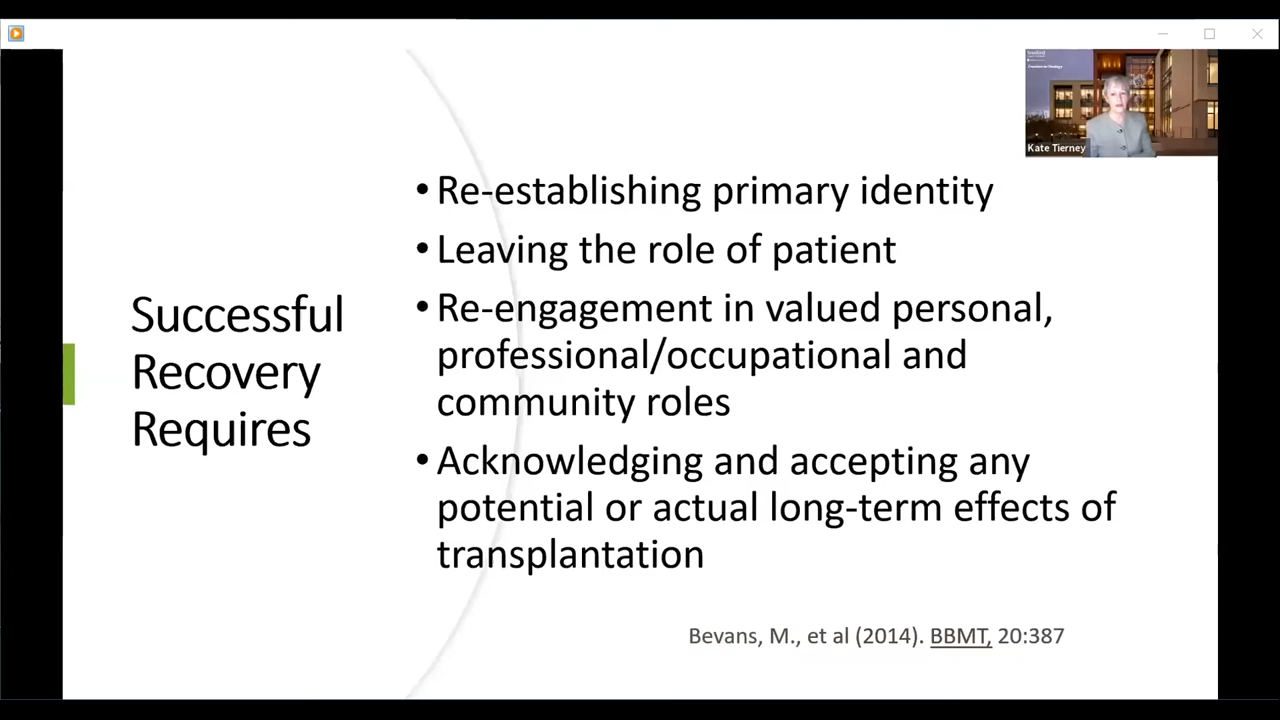 Kate Tierney
Successful
Recovery
Requires
• Re-establishing primary identity
• Leaving the role of patient
• Re-engagement in valued personal,
professional/occupational and
community roles
• Acknowledging and accepting any
potential or actual long-term effects of
transplantation
Bevans, M., et al (2014). BBMT, 20:387